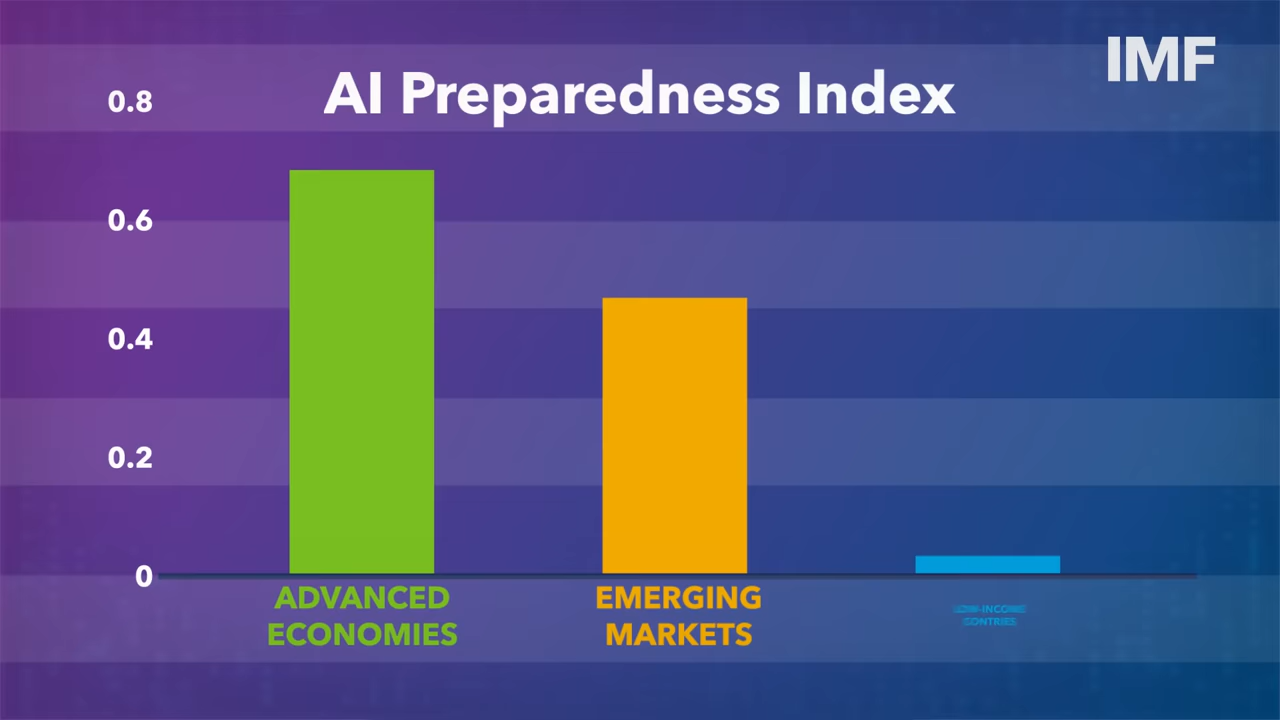 IMF
AI Preparedness Index
0.8
0.6
0.4
0.2
0
ADVANCED
ECONOMIES
EMERGING
MARKETS